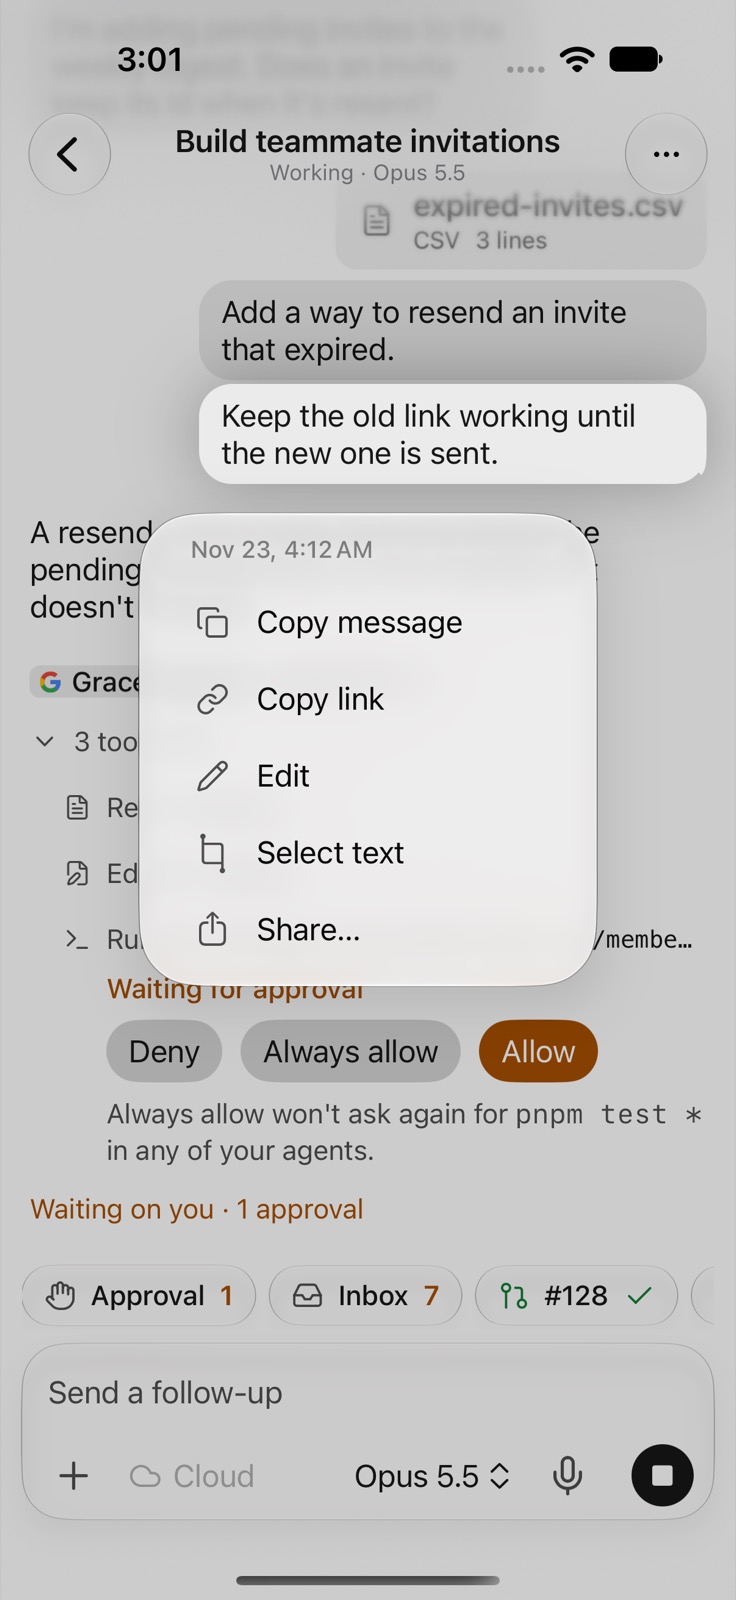 3:01
Build teammate invitations
Working · Opus 5.5
expired-invites.csv
CSV 3 lines
Add a way to resend an invite
that expired.
Keep the old link working until
the new one is sent.
A resend
pending
doesn't
Nov 23, 4:12 AM
Copy message
Copy link
Edit
Select text
Share...
Grace
3 too
Re
Ed
Ru
/membe…
Waiting for approval
Deny
Always allow
Allow
Always allow won't ask again for pnpm test *
in any of your agents.
Waiting on you · 1 approval
Approval 1
Inbox 7
#128
Send a follow-up
Cloud
Opus 5.5